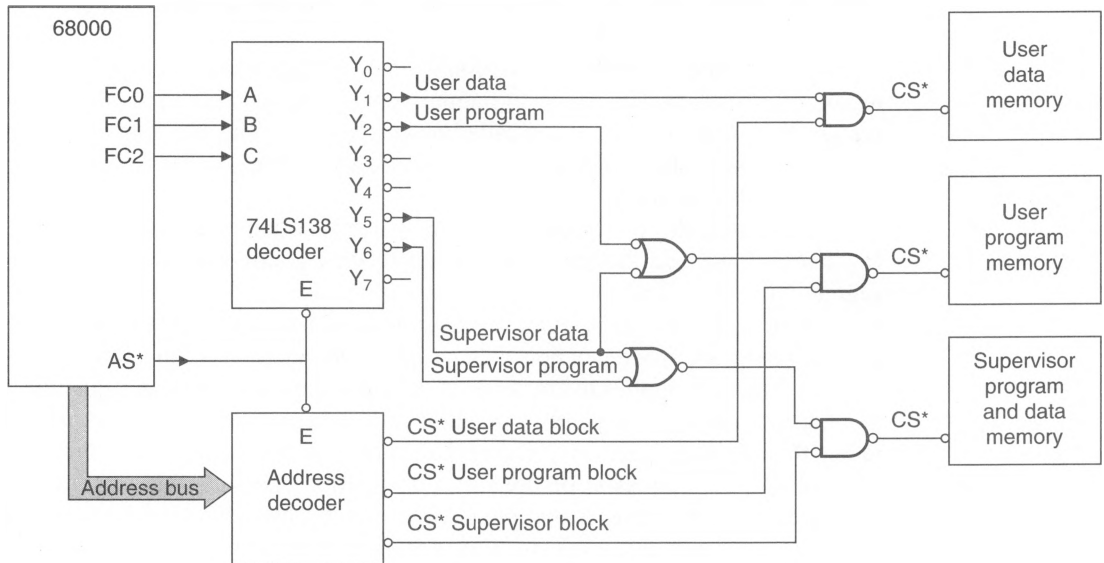 68000
FC0
FC1
FC2
AS*
A
B
C
74LS138
decoder
E
Y0
Y1
Y2
Y3
Y4
Y5
Y6
Y7
User data
User program
Supervisor data
Supervisor program
E
Address
decoder
Address bus
CS* User data block
CS* User program block
CS* Supervisor block
CS*
User
data
memory
CS*
User
program
memory
CS*
Supervisor
program
and data
memory